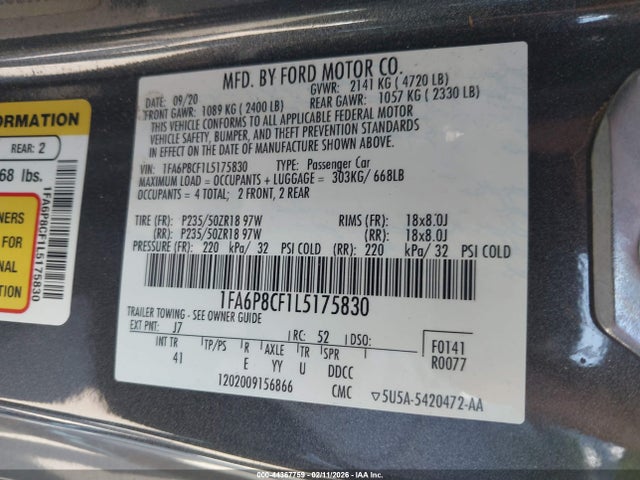 ORMATION
REAR: 2
68 lbs.
NERS
FOR
NAL
ION
1FA6P8CF1L5175830
MFD. BY FORD MOTOR CO.
DATE: 09/20 GVWR: 2141 KG ( 4720 LB)
FRONT GAWR: 1089 KG ( 2400 LB) REAR GAWR: 1057 KG ( 2330 LB)
THIS VEHICLE CONFORMS TO ALL APPLICABLE FEDERAL MOTOR
VEHICLE SAFETY, BUMPER, AND THEFT PREVENTION STANDARDS
IN EFFECT ON THE DATE OF MANUFACTURE SHOWN ABOVE.
VIN: 1FA6P8CF1L5175830 TYPE: Passenger Car
MAXIMUM LOAD = OCCUPANTS + LUGGAGE = 303KG/ 668LB
OCCUPANTS = 4 TOTAL; 2 FRONT, 2 REAR
TIRE (FR): P235/50ZR18 97W RIMS (FR): 18x8.0J
(RR): P235/50ZR18 97W (RR): 18x8.0J
PRESSURE (FR): 220 kPa/ 32 PSI COLD (RR): 220 kPa/ 32 PSI COLD
1FA6P8CF1L5175830
TRAILER TOWING - SEE OWNER GUIDE
EXT PNT: J7 RC: 52 DSO:
INT TR TP/PS R AXLE TR SPR
41 E YY U DDCC
F0141
R0077
1202009156866 CMC ▽5U5A-5420472-AA
44367759 - 02/11/2026 - IAA Inc.